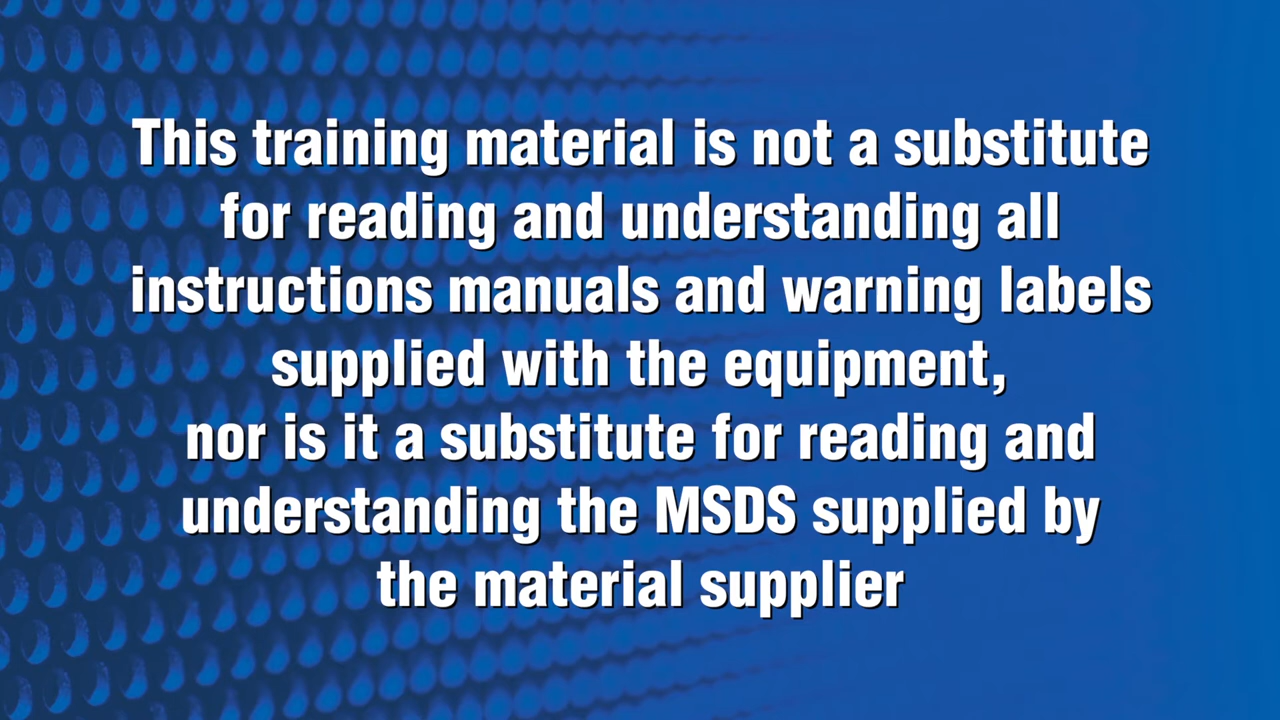 This training material is not a substitute
for reading and understanding all
instructions manuals and warning labels
supplied with the equipment,
nor is it a substitute for reading and
understanding the MSDS supplied by
the material supplier